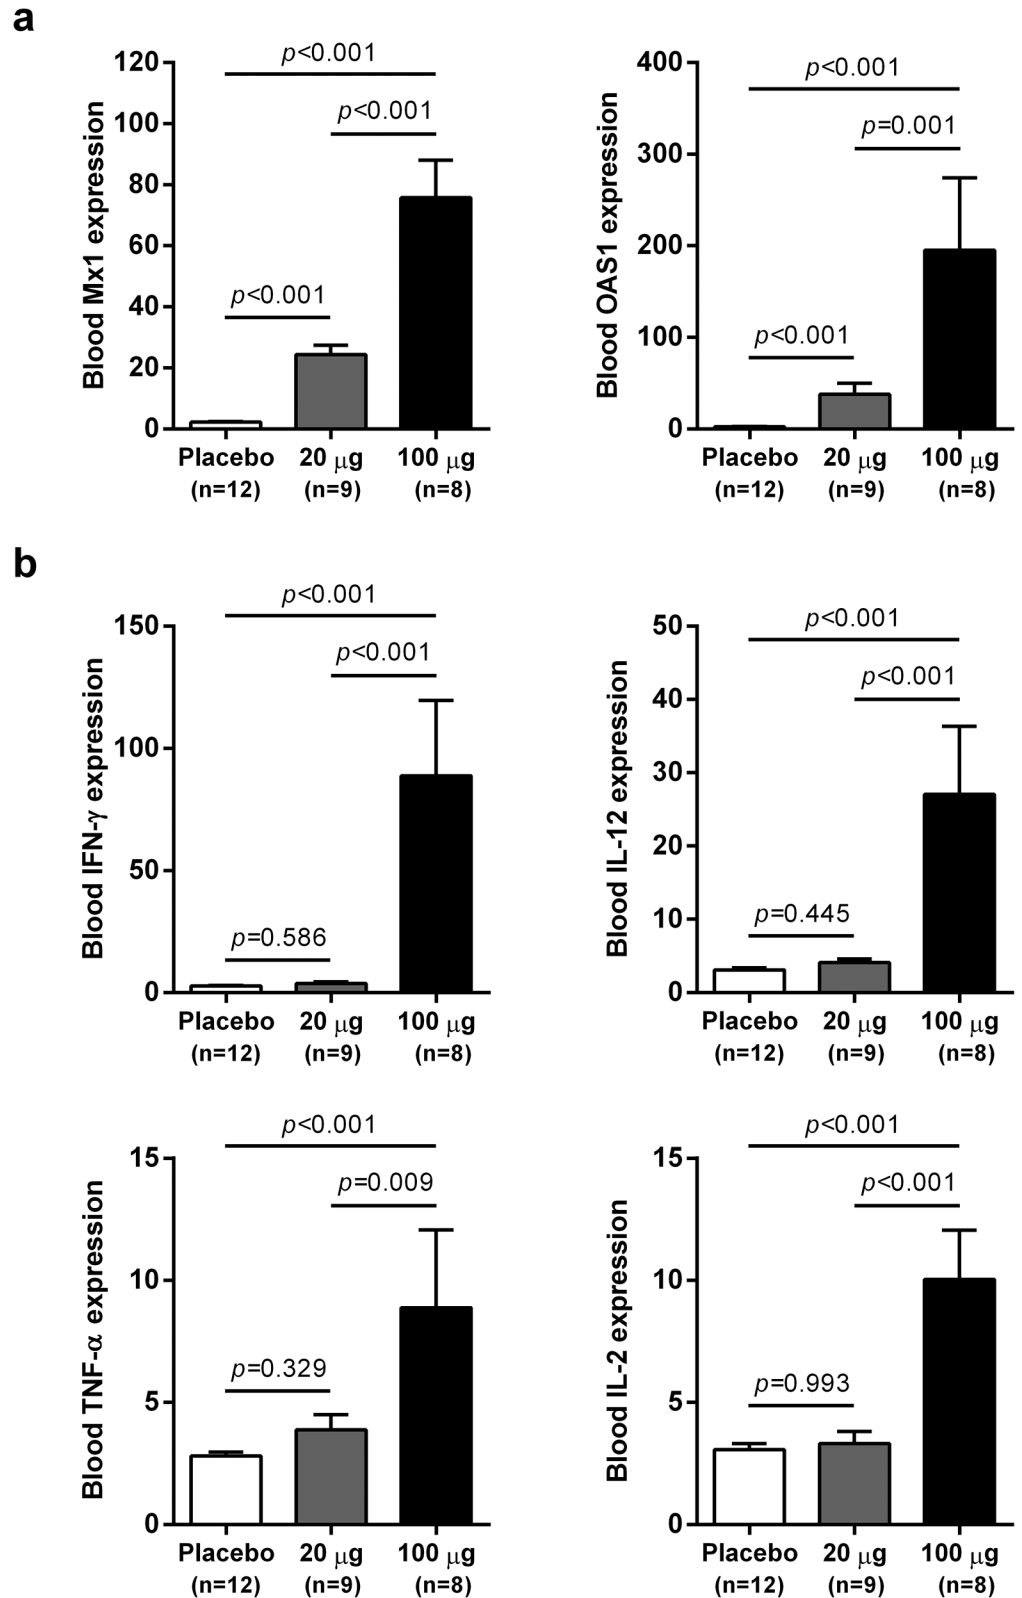 a
Blood Mx1 expression
120
100
80
60
40
20
0
p<0.001
p<0.001
p<0.001
Placebo 20 μg 100 μg
(n=12) (n=9) (n=8)
Blood OAS1 expression
400
300
200
100
0
p<0.001
p=0.001
p<0.001
Placebo 20 μg 100 μg
(n=12) (n=9) (n=8)
b
Blood IFN-γ expression
150
100
50
0
p<0.001
p<0.001
p=0.586
Placebo 20 μg 100 μg
(n=12) (n=9) (n=8)
Blood IL-12 expression
50
40
30
20
10
0
p<0.001
p<0.001
p=0.445
Placebo 20 μg 100 μg
(n=12) (n=9) (n=8)
Blood TNF-α expression
15
10
5
0
p<0.001
p=0.009
p=0.329
Placebo 20 μg 100 μg
(n=12) (n=9) (n=8)
Blood IL-2 expression
15
10
5
0
p<0.001
p<0.001
p=0.993
Placebo 20 μg 100 μg
(n=12) (n=9) (n=8)